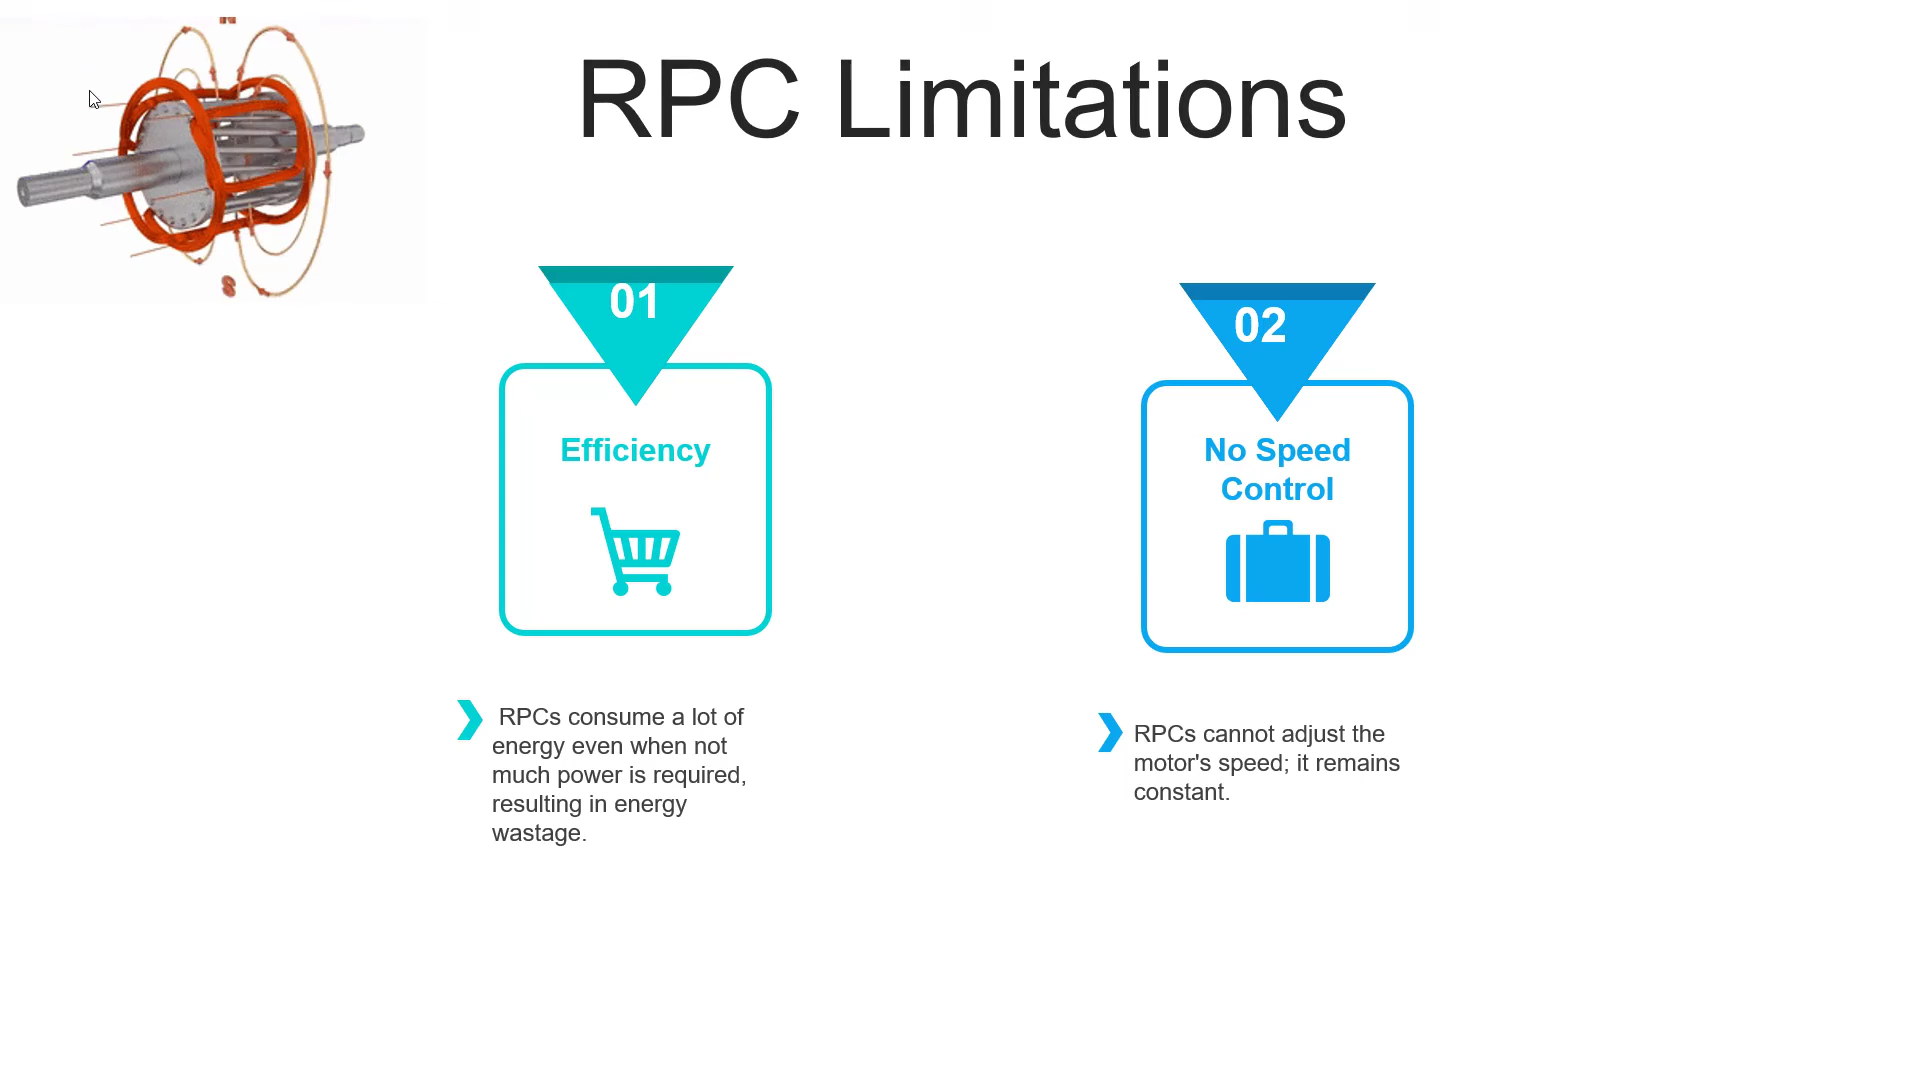 RPC Limitations
01
Efficiency
RPCs consume a lot of
energy even when not
much power is required,
resulting in energy
wastage.
02
No Speed
Control
RPCs cannot adjust the
motor's speed; it remains
constant.